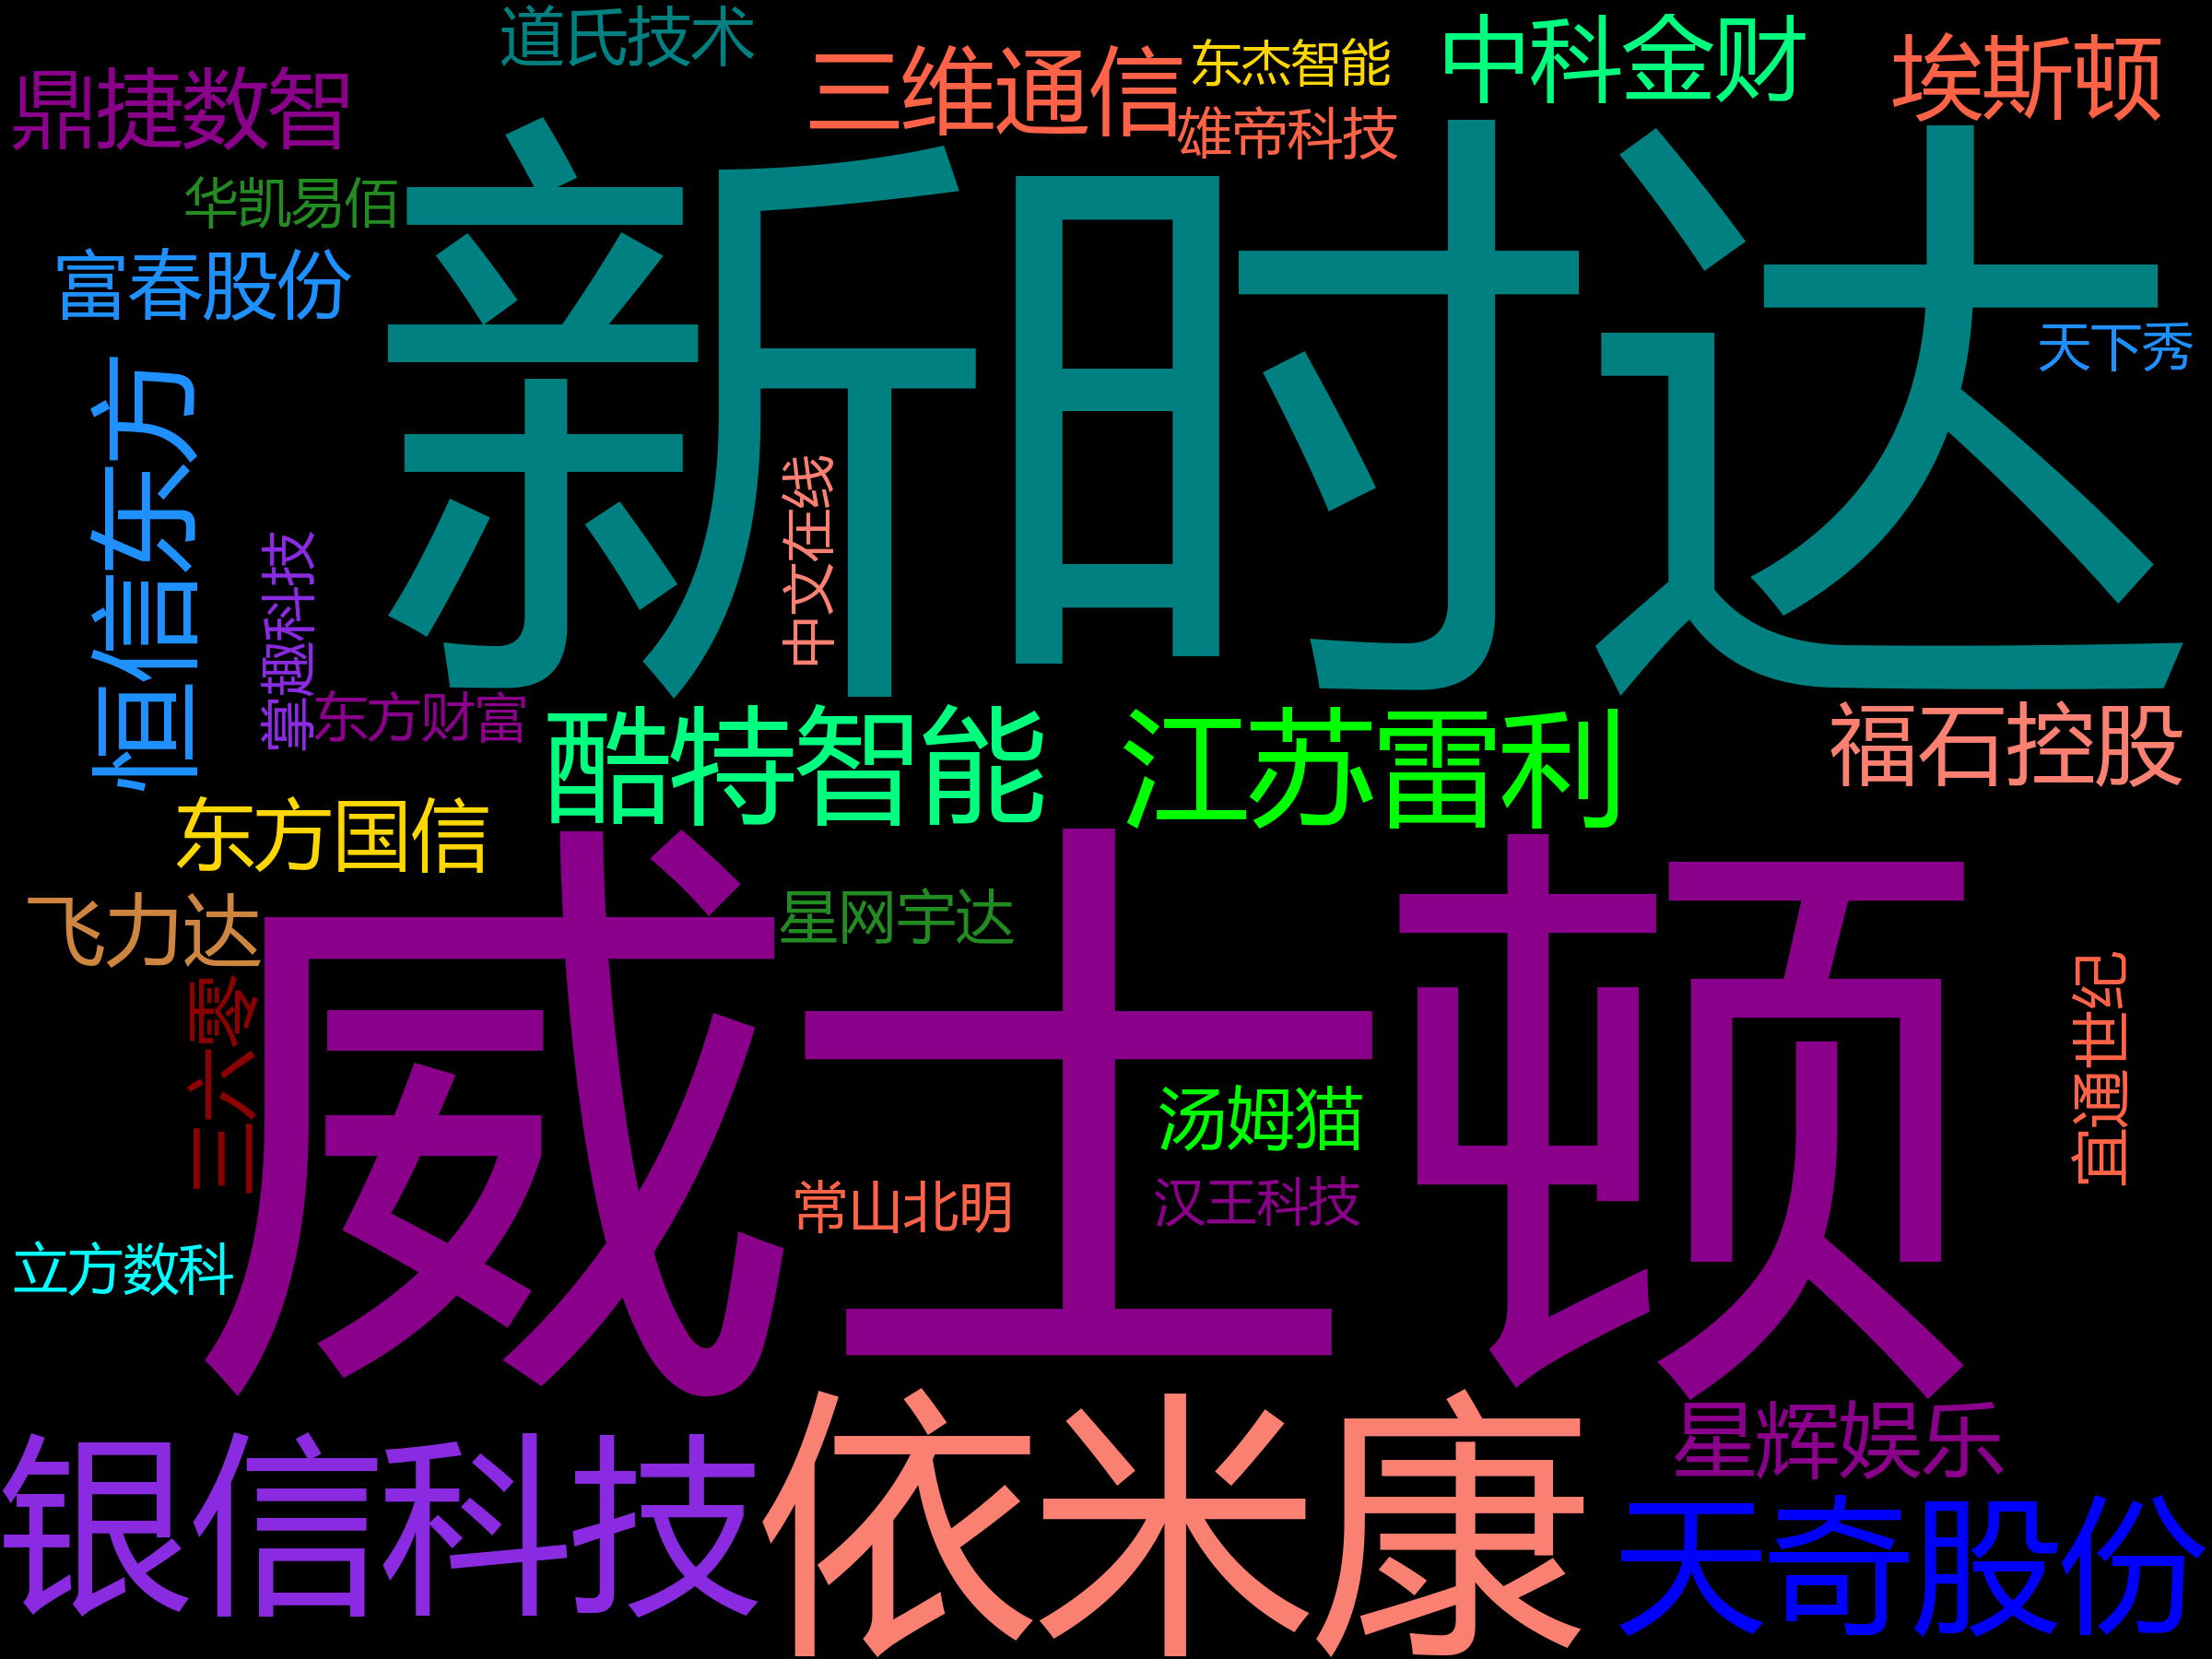 道氏技术
三维通信
东木智能
中科金财
埃斯顿
鼎捷数智
雄帝科技
华凯易佰
富春股份
新时达
天下秀
恒信东方
中文在线
掌趣科技
东方财富
酷特智能
江苏雷利
福石控股
东方国信
飞力达
星网宇达
威士顿
三六零
宜通世纪
汤姆猫
常山北明
汉王科技
立方数科
银信科技
依米康
星辉娱乐
天奇股份